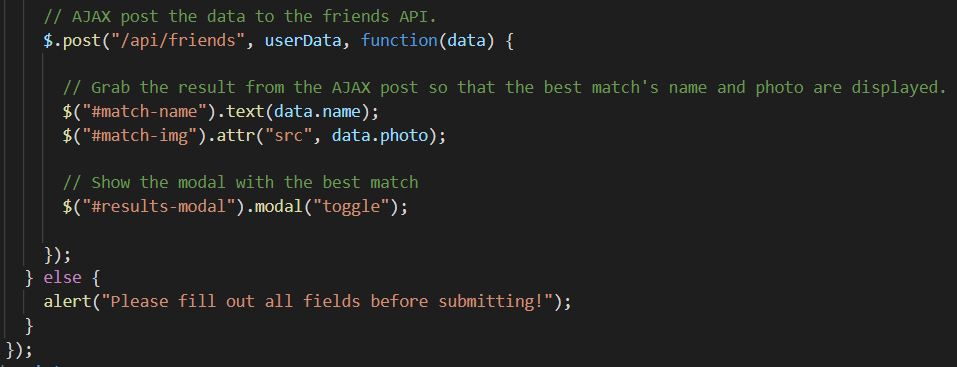 // AJAX post the data to the friends API.
$.post("/api/friends", userData, function(data) {
// Grab the result from the AJAX post so that the best match's name and photo are displayed.
$("#match-name").text(data.name);
$("#match-img").attr("src", data.photo);
// Show the modal with the best match
$("#results-modal").modal("toggle");
});
} else {
alert("Please fill out all fields before submitting!");
}
});